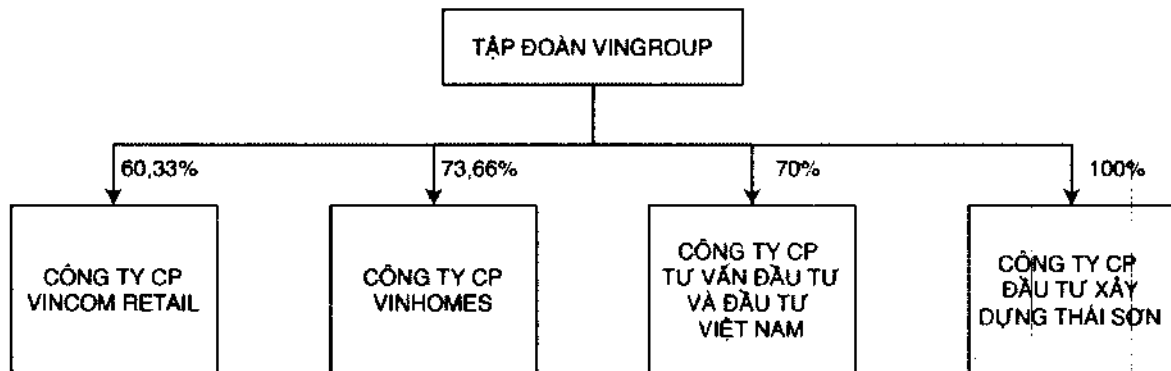 TẬP ĐOÀN VINGROUP
60,33%
73,66%
70%
100%
CÔNG TY CP
VINCOM RETAIL
CÔNG TY CP
VINHOMES
CÔNG TY CP
TƯ VẤN ĐẦU TƯ
VÀ ĐẦU TƯ
VIỆT NAM
CÔNG TY CP
ĐẦU TƯ XÂY
DỰNG THÁI SƠN